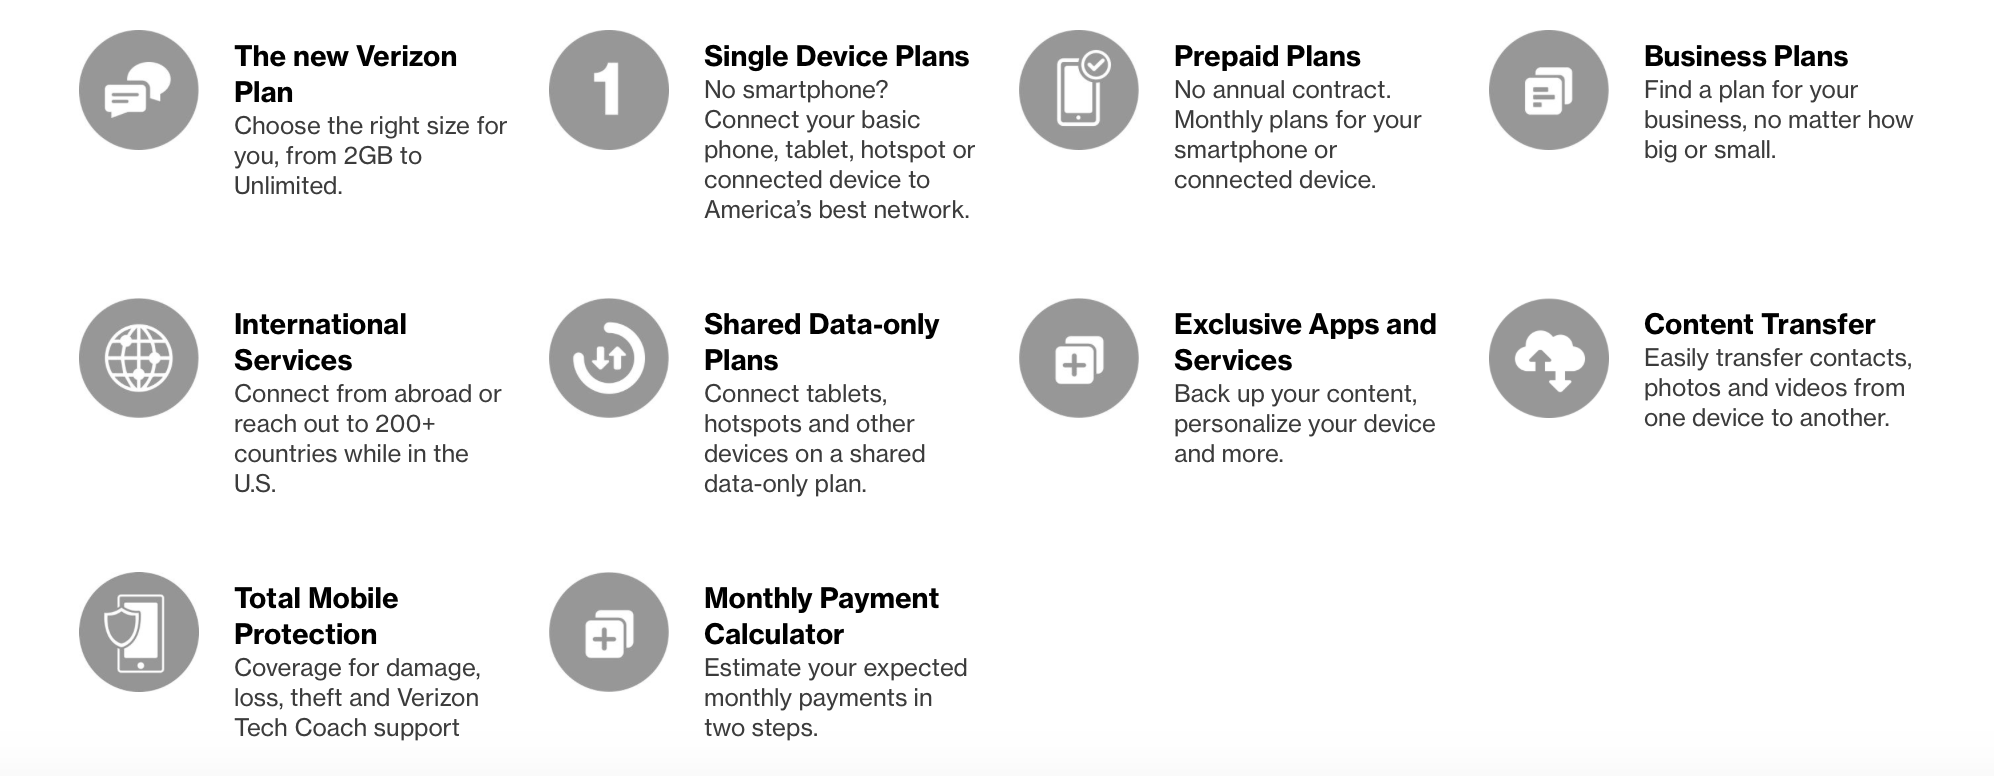 The new Verizon
Plan
Choose the right size for
you, from 2GB to
Unlimited.
1
Single Device Plans
No smartphone?
Connect your basic
phone, tablet, hotspot or
connected device to
America’s best network.
Prepaid Plans
No annual contract.
Monthly plans for your
smartphone or
connected device.
Business Plans
Find a plan for your
business, no matter how
big or small.
International
Services
Connect from abroad or
reach out to 200+
countries while in the
U.S.
Shared Data-only
Plans
Connect tablets,
hotspots and other
devices on a shared
data-only plan.
Exclusive Apps and
Services
Back up your content,
personalize your device
and more.
Content Transfer
Easily transfer contacts,
photos and videos from
one device to another.
Total Mobile
Protection
Coverage for damage,
loss, theft and Verizon
Tech Coach support
Monthly Payment
Calculator
Estimate your expected
monthly payments in
two steps.